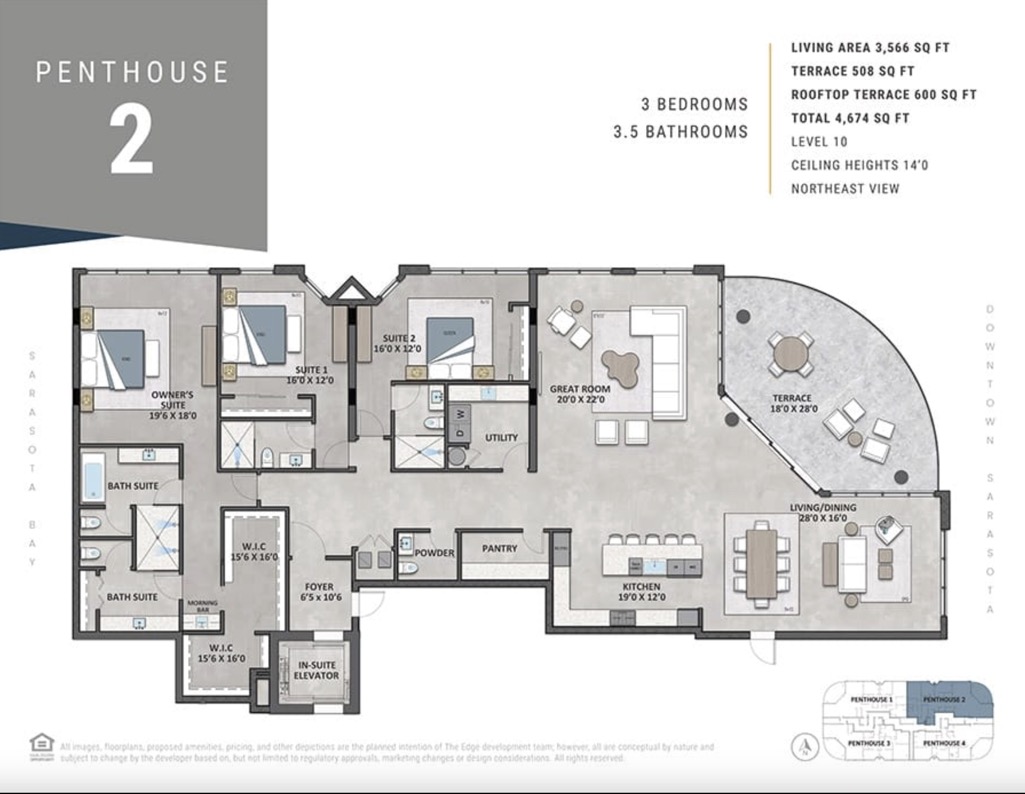 PENTHOUSE
2
3 BEDROOMS
3.5 BATHROOMS
LIVING AREA 3,566 SQ FT
TERRACE 508 SQ FT
ROOFTOP TERRACE 600 SQ FT
TOTAL 4,674 SQ FT
LEVEL 10
CEILING HEIGHTS 14'0
NORTHEAST VIEW
SARASOTA BAY
OWNER'S
SUITE
19'6 X 18'0
SUITE 1
16'0 X 12'0
SUITE 2
16'0 X 12'0
GREAT ROOM
20'0 X 22'0
TERRACE
18'0 X 28'0
DOWNTOWN SARASOTA
D
W
UTILITY
BATH SUITE
LIVING/DINING
28'0 X 16'0
W.I.C
15'6 X 16'0
POWDER
PANTRY
FOYER
6'5 x 10'6
KITCHEN
19'0 X 12'0
BATH SUITE
MORNING
BAR
W.I.C
15'6 X 16'0
IN-SUITE
ELEVATOR
PENTHOUSE 1
PENTHOUSE 2
PENTHOUSE 3
PENTHOUSE 4
All images, floorplans, proposed amenities, pricing, and other depictions are the planned intention of The Edge development team; however, all are conceptual by nature and
subject to change by the developer based on, but not limited to regulatory approvals, marketing changes or design considerations. All rights reserved.